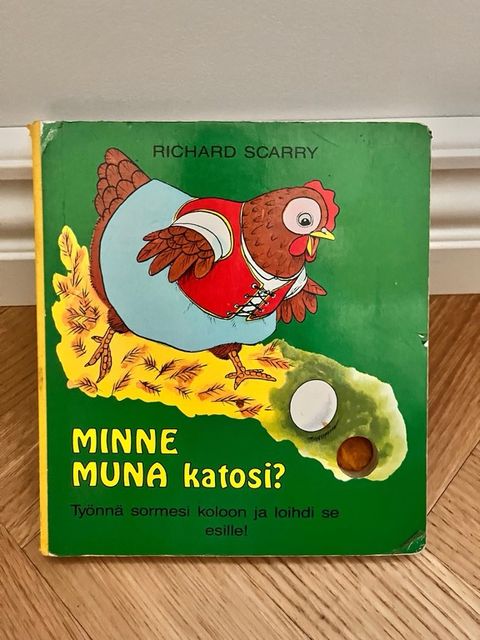 RICHARD SCARRY
MINNE
MUNA katosi?
Työnnä sormesi koloon ja loihdi se
esille!